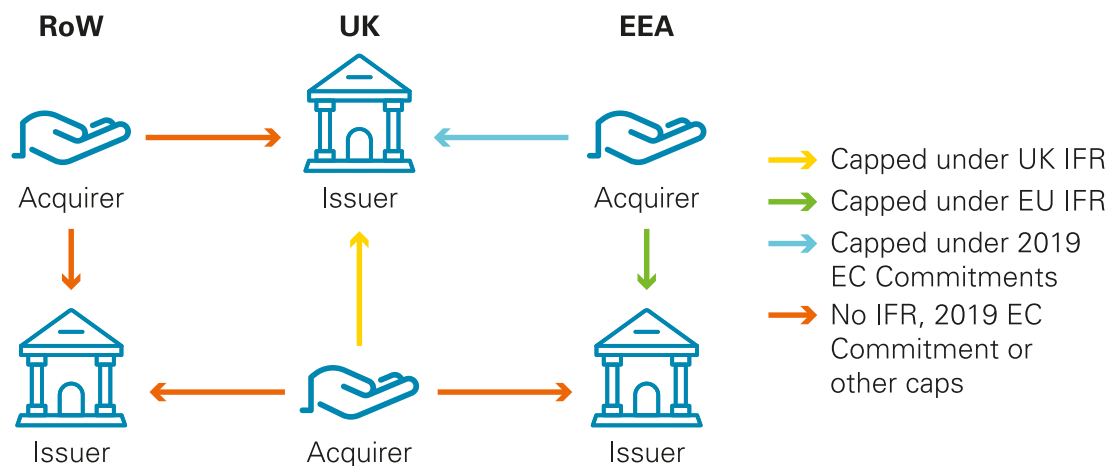 RoW
UK
EEA
Acquirer
Issuer
Acquirer
Issuer
Acquirer
Issuer
Capped under UK IFR
Capped under EU IFR
Capped under 2019
EC Commitments
No IFR, 2019 EC
Commitment or
other caps